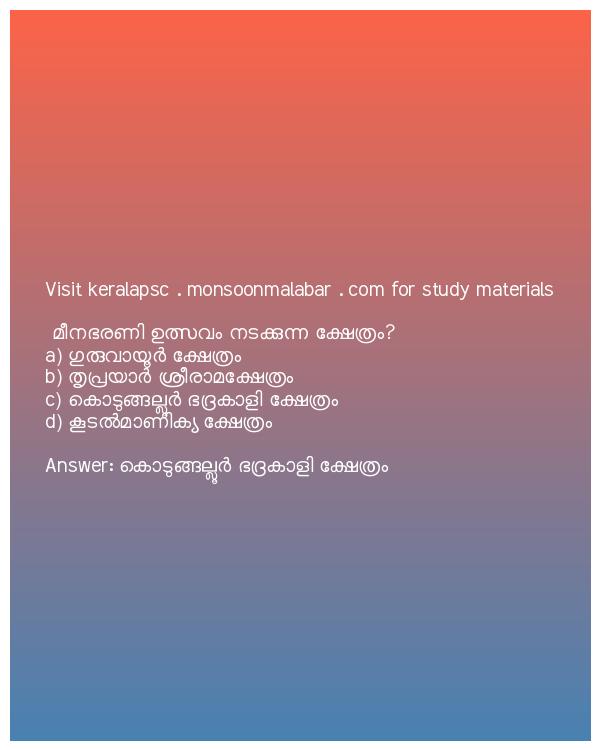 Visit keralapsc . monsoonmalabar . com for study materials
മീനഭരണി ഉത്സവം നടക്കുന്ന ക്ഷേത്രം?
a) ഗുരുവായൂർ ക്ഷേത്രം
b) തൃപ്രയാർ ശ്രീരാമക്ഷേത്രം
c) കൊടുങ്ങല്ലൂർ ഭദ്രകാളി ക്ഷേത്രം
d) കൂടൽമാണിക്യ ക്ഷേത്രം
Answer: കൊടുങ്ങല്ലൂർ ഭദ്രകാളി ക്ഷേത്രം